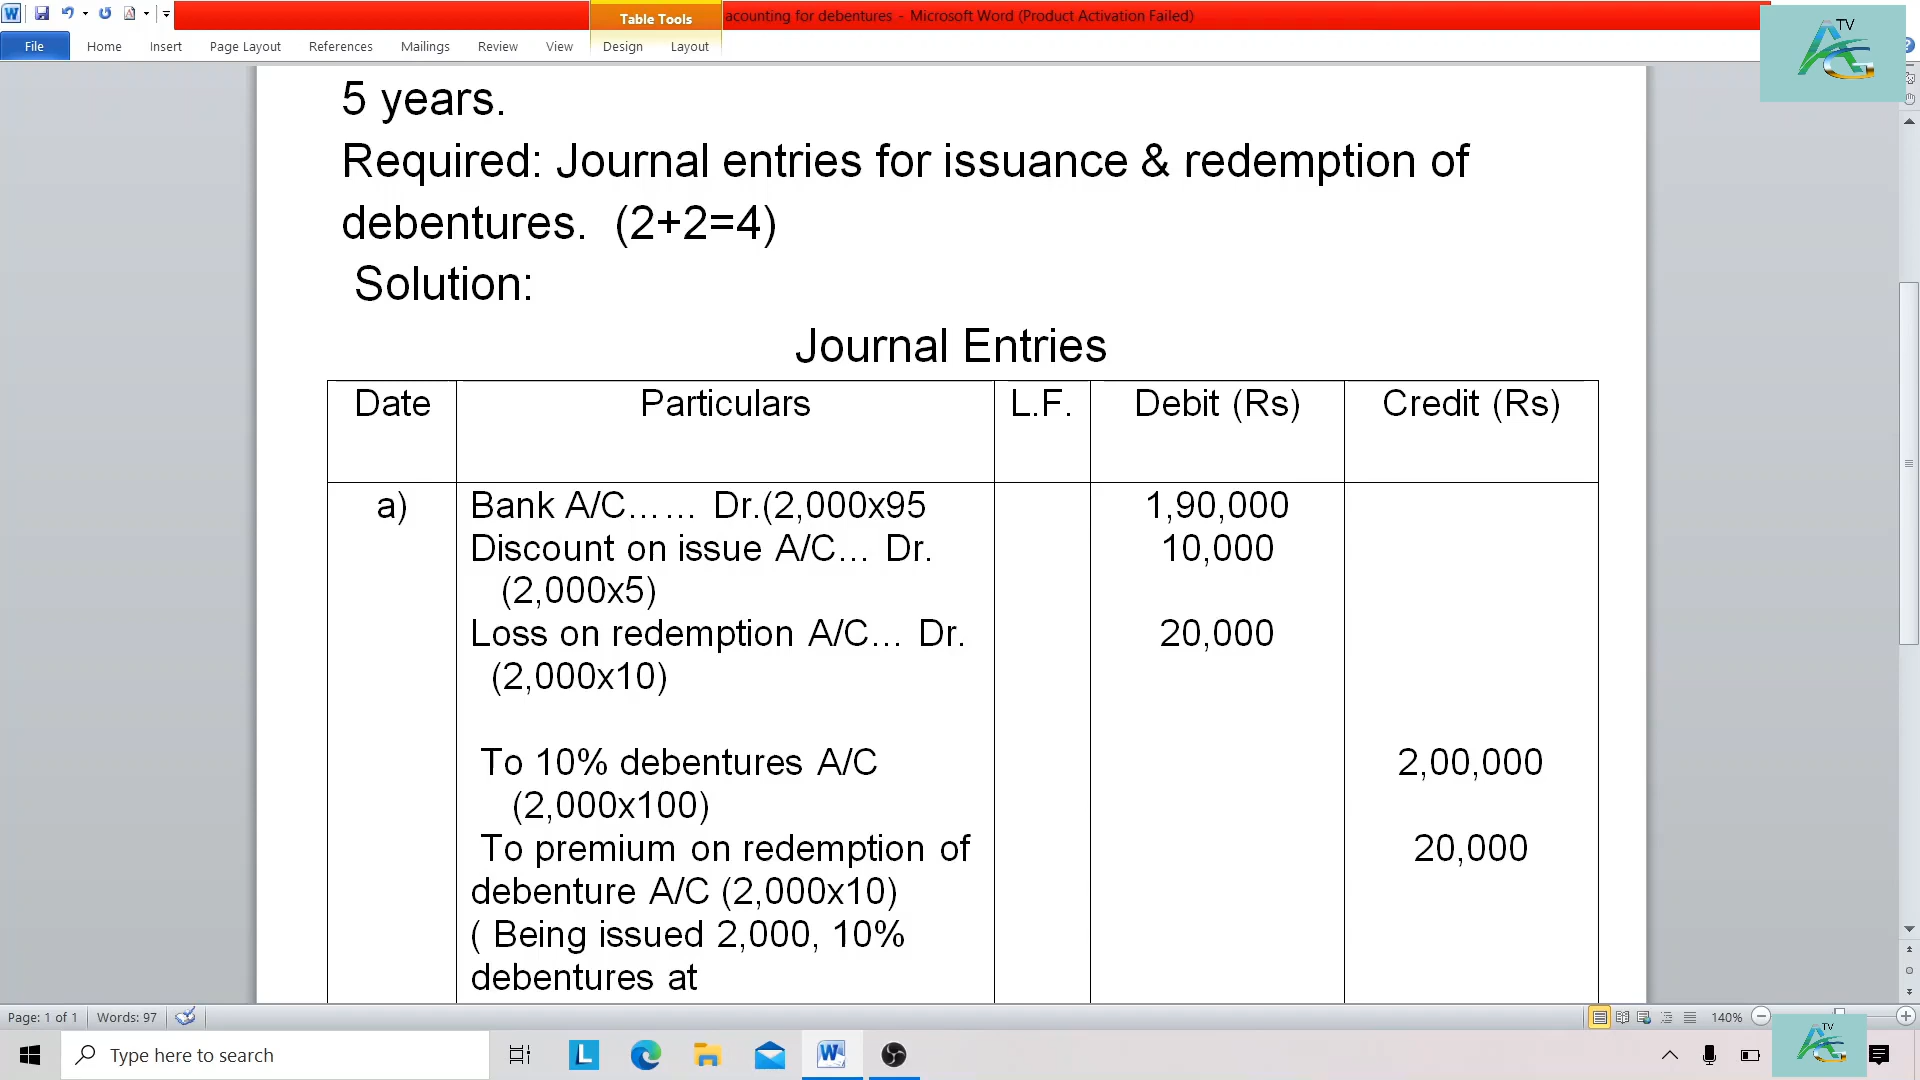 Table Tools
acounting for debentures - Microsoft Word (Product Activation Failed)
File Home Insert Page Layout References Mailings Review View Design Layout
TV
5 years.
Required: Journal entries for issuance & redemption of
debentures. (2+2=4)
Solution:
Journal Entries
Date Particulars L.F. Debit (Rs) Credit (Rs)
a) Bank A/C...... Dr.(2,000x95 1,90,000
Discount on issue A/C... Dr. 10,000
(2,000x5)
Loss on redemption A/C... Dr. 20,000
(2,000x10)
To 10% debentures A/C 2,00,000
(2,000x100)
To premium on redemption of 20,000
debenture A/C (2,000x10)
( Being issued 2,000, 10%
debentures at
Page: 1 of 1 Words: 97 140%
Type here to search
TV